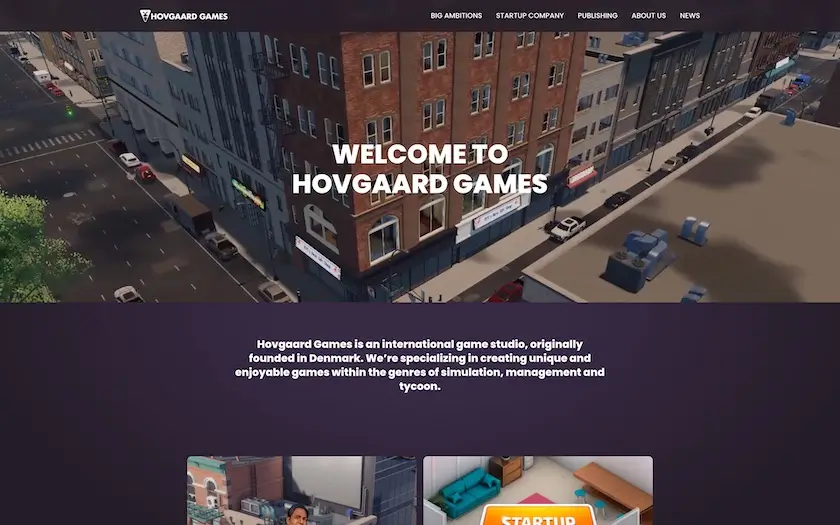 HOVGAARD GAMES
BIG AMBITIONS
STARTUP COMPANY
PUBLISHING
ABOUT US
NEWS
WELCOME TO
HOVGAARD GAMES
Hovgaard Games is an international game studio, originally
founded in Denmark. We’re specializing in creating unique and
enjoyable games within the genres of simulation, management and
tycoon.
STARTUP